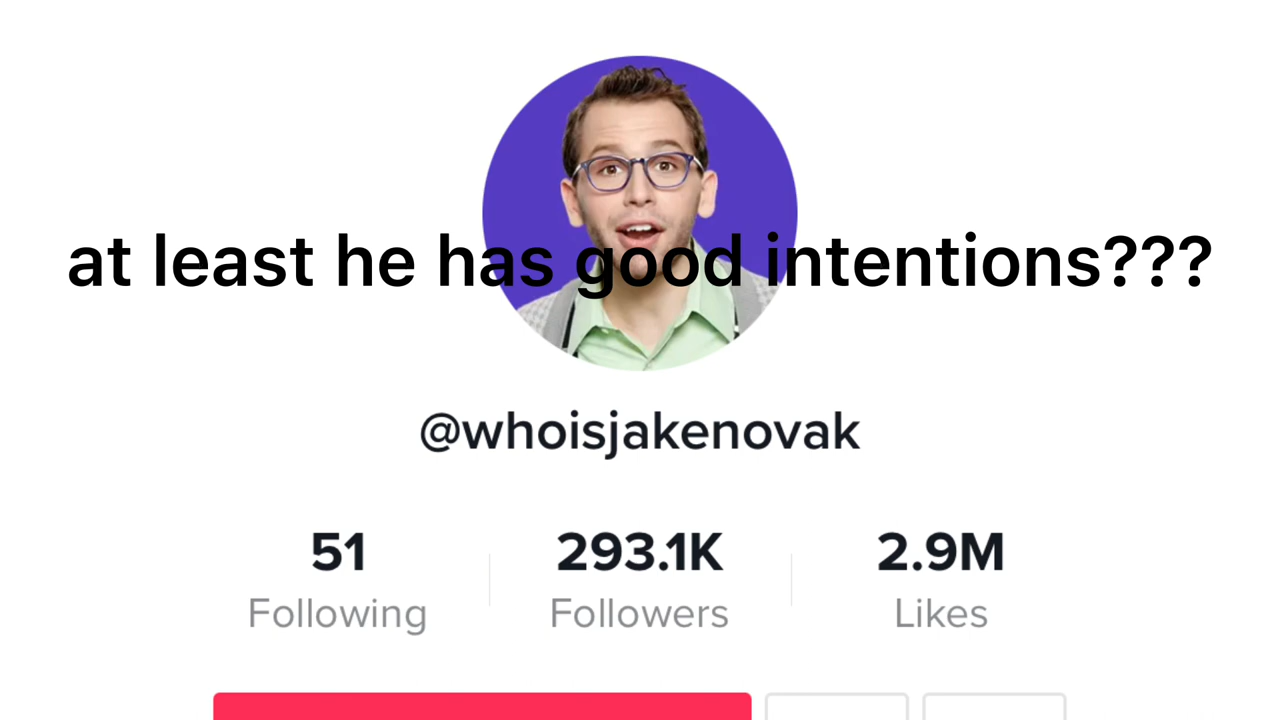 at least he has good intentions???
@whoisjakenovak
51 293.1K 2.9M
Following Followers Likes